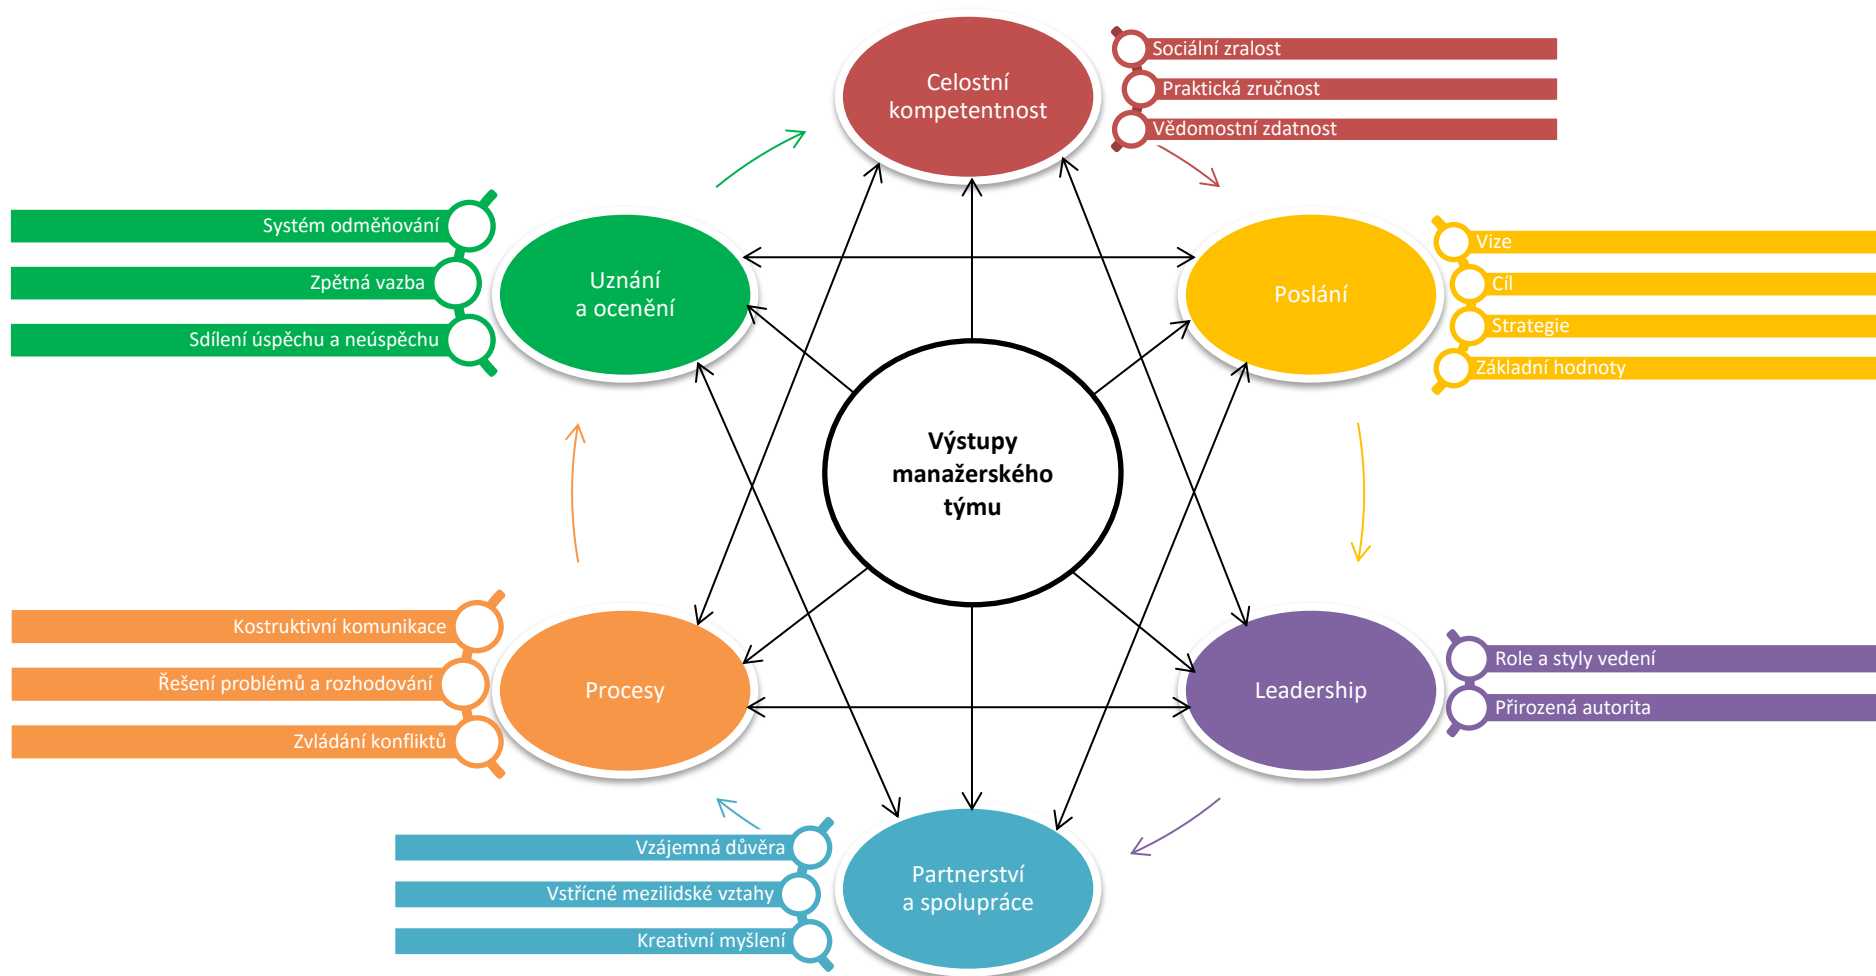 Celostní
kompetentnost
Sociální zralost
Praktická zručnost
Vědomostní zdatnost
Systém odměňování
Zpětná vazba
Sdílení úspěchu a neúspěchu
Uznání
a ocenění
Poslání
Vize
Cíl
Strategie
Základní hodnoty
Výstupy
manažerského
týmu
Kostruktivní komunikace
Řešení problémů a rozhodování
Zvládání konfliktů
Procesy
Leadership
Role a styly vedení
Přirozená autorita
Vzájemná důvěra
Vstřícné mezilidské vztahy
Kreativní myšlení
Partnerství
a spolupráce